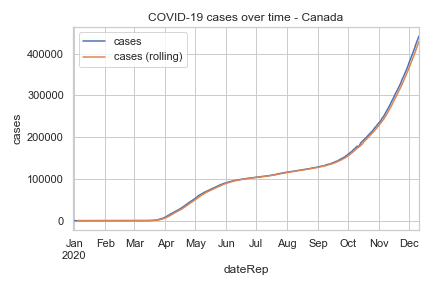 COVID-19 cases over time - Canada
cases
cases (rolling)
400000
300000
200000
100000
0
cases
Jan Feb Mar Apr May Jun Jul Aug Sep Oct Nov Dec
2020
dateRep